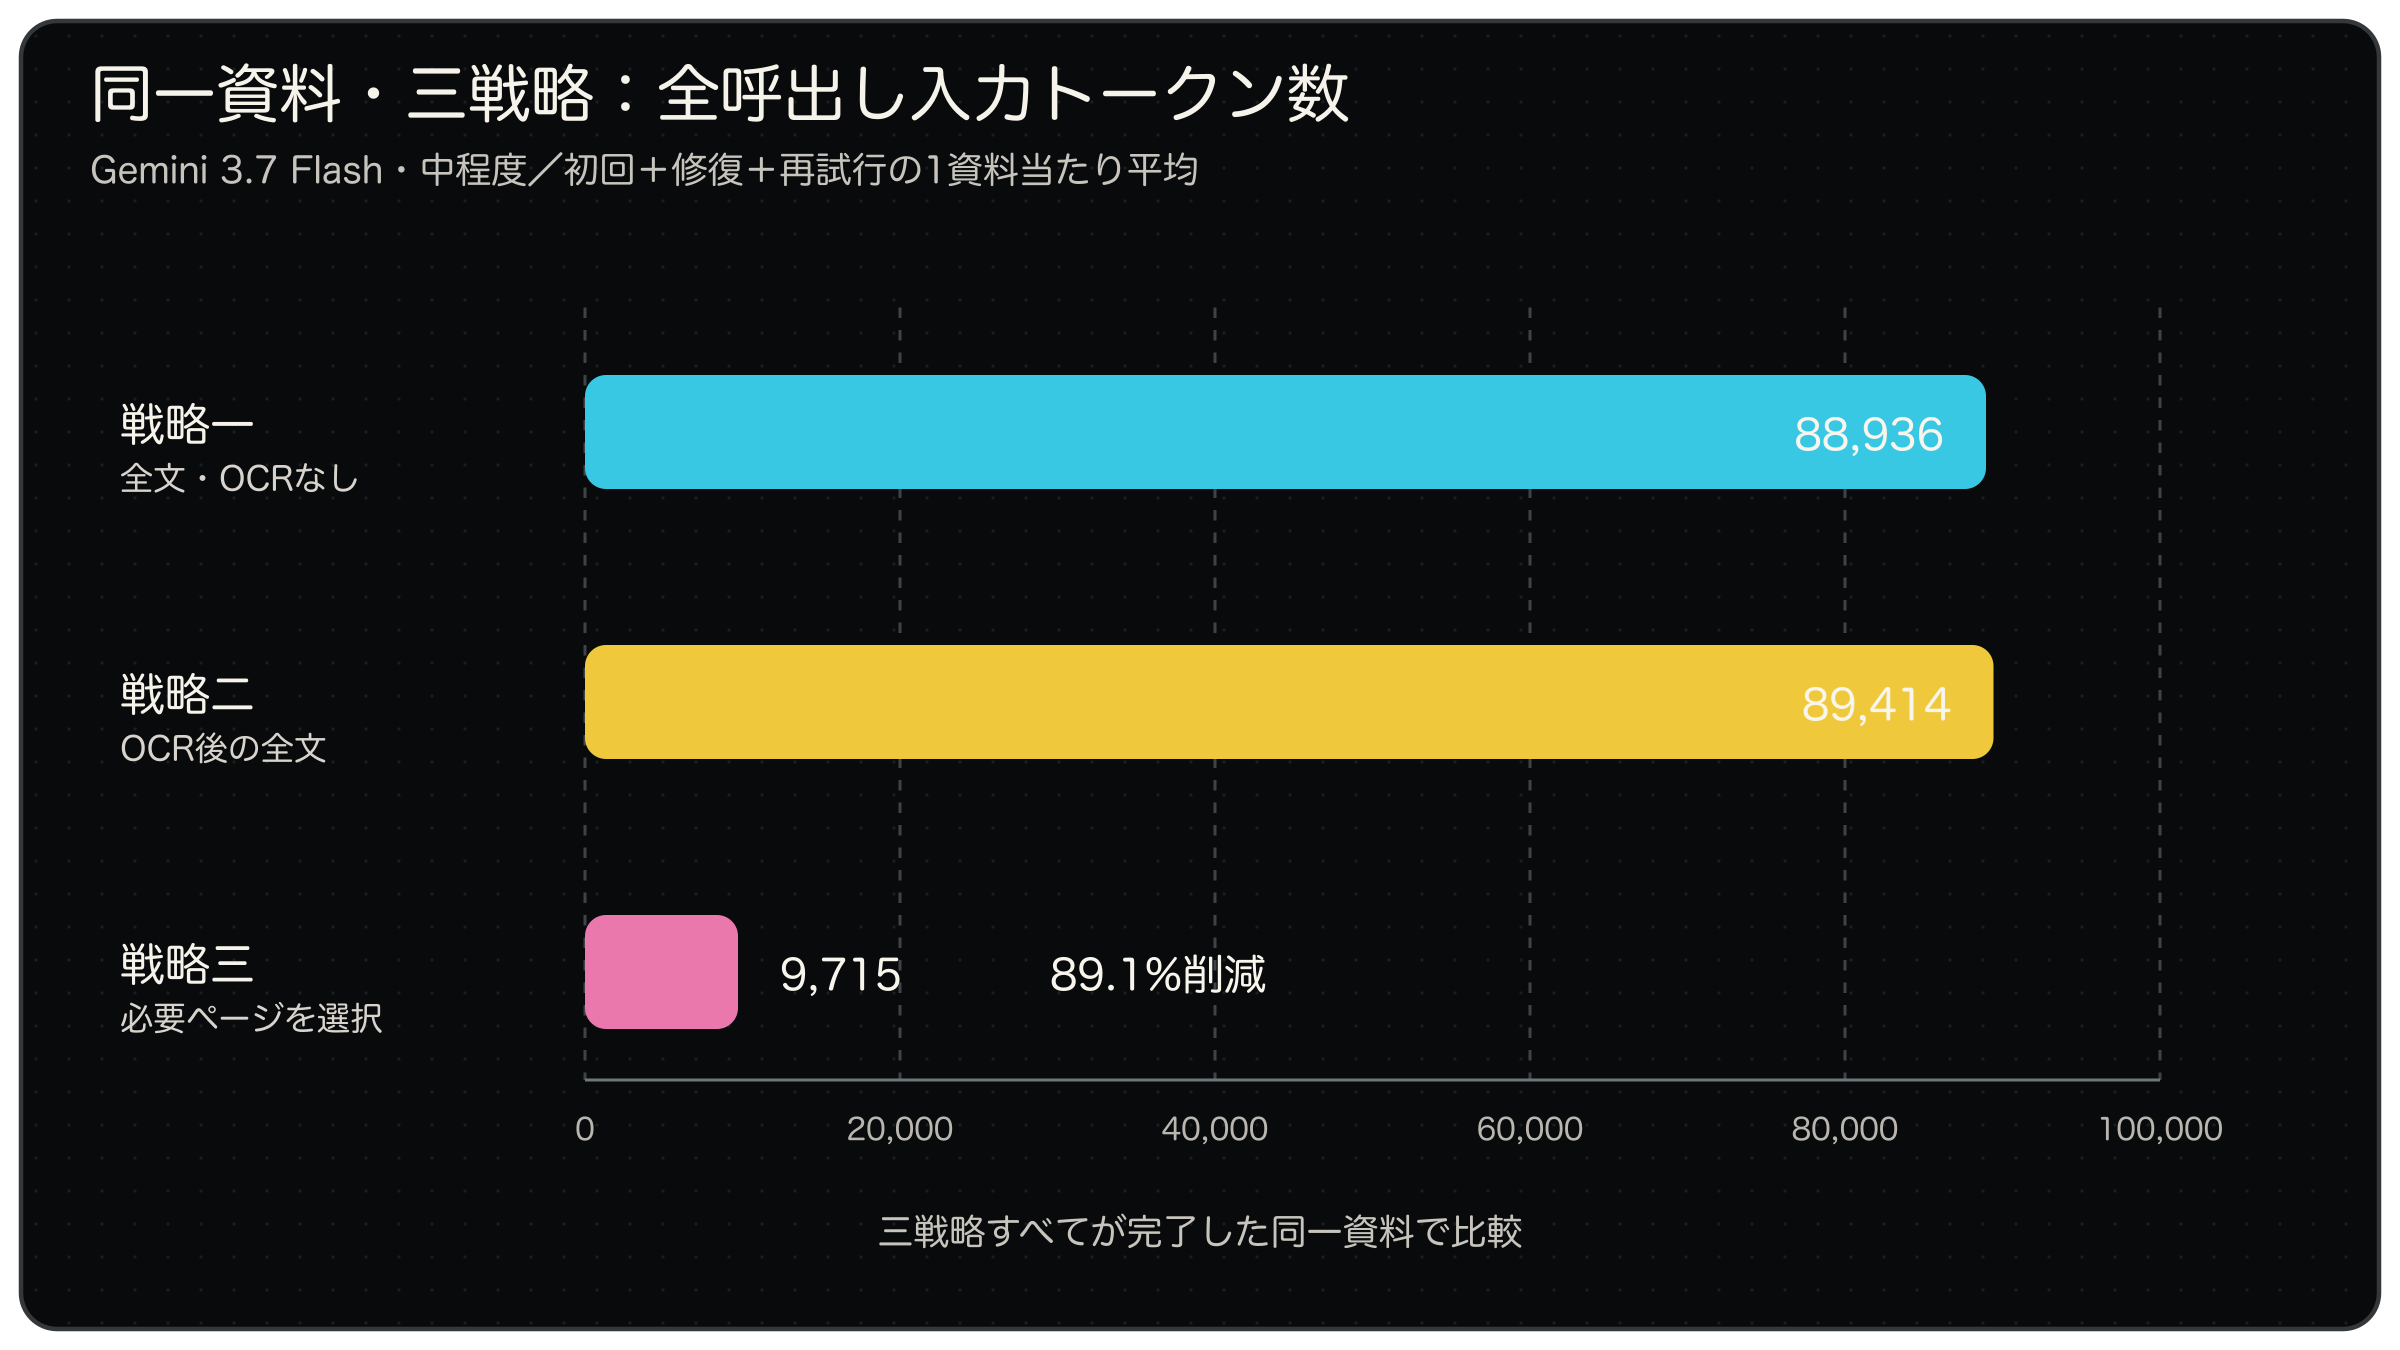 同一資料・三戦略：全呼出し入力トークン数
Gemini 3.7 Flash・中程度／初回＋修復＋再試行の1資料当たり平均
戦略一
全文・OCRなし
88,936
戦略二
OCR後の全文
89,414
戦略三
必要ページを選択
9,715
89.1%削減
0
20,000
40,000
60,000
80,000
100,000
三戦略すべてが完了した同一資料で比較